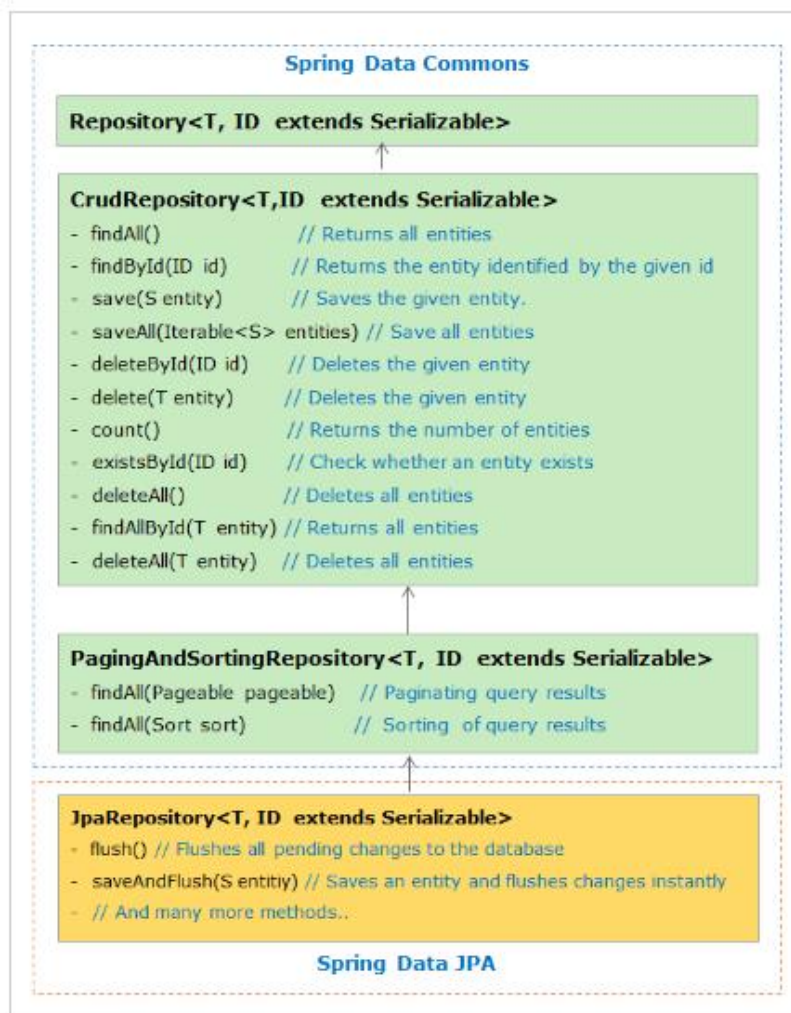 Spring Data Commons
Repository<T, ID extends Serializable>
CrudRepository<T,ID extends Serializable>
- findAll() // Returns all entities
- findById(ID id) // Returns the entity identified by the given id
- save(S entity) // Saves the given entity.
- saveAll(Iterable<S> entities) // Save all entities
- deleteById(ID id) // Deletes the given entity
- delete(T entity) // Deletes the given entity
- count() // Returns the number of entities
- existsById(ID id) // Check whether an entity exists
- deleteAll() // Deletes all entities
- findAllById(T entity) // Returns all entities
- deleteAll(T entity) // Deletes all entities
PagingAndSortingRepository<T, ID extends Serializable>
- findAll(Pageable pageable) // Paginating query results
- findAll(Sort sort) // Sorting of query results
JpaRepository<T, ID extends Serializable>
- flush() // Flushes all pending changes to the database
- saveAndFlush(S entitiy) // Saves an entity and flushes changes instantly
- // And many more methods..
Spring Data JPA